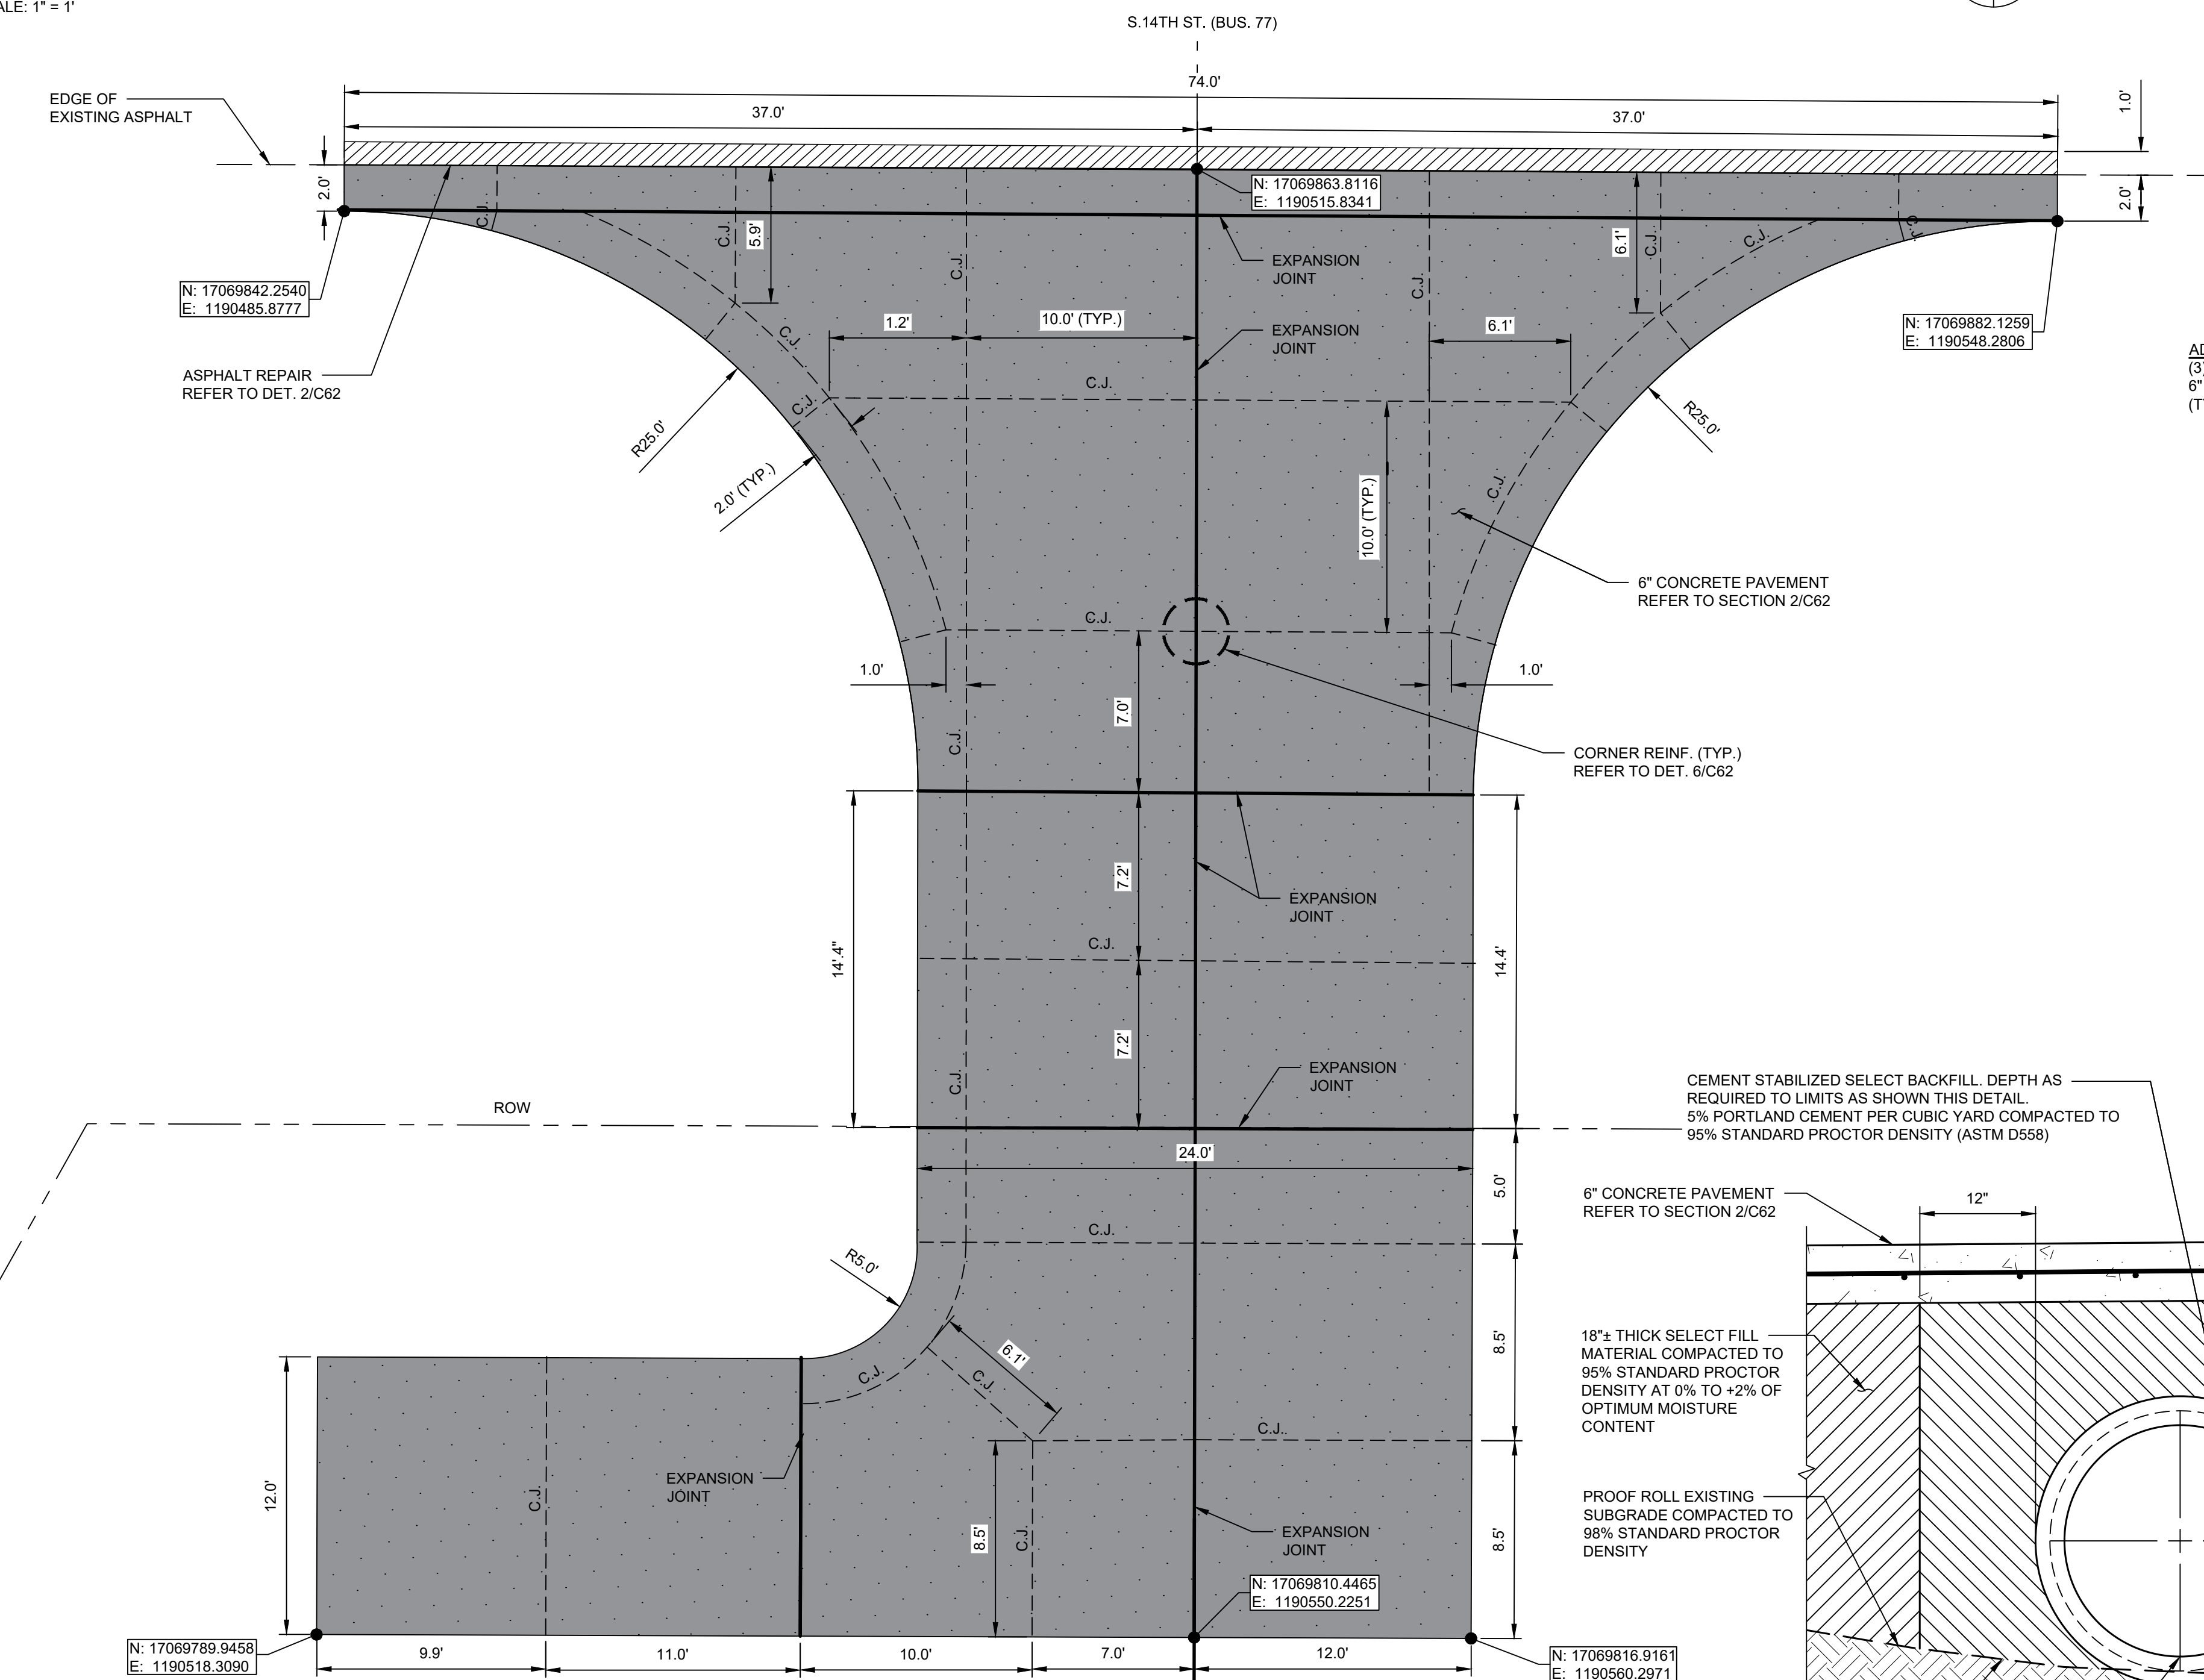 ALE: 1" = 1'
S.14TH ST. (BUS. 77)
74.0'
37.0'
37.0'
1.0'
EDGE OF
EXISTING ASPHALT
2.0'
2.0'
N: 17069863.8116
E: 1190515.8341
C.J.
C.J.
5.9'
C.J.
6.1'
C.J.
C.J.
C.J.
C.J.
EXPANSION
JOINT
N: 17069842.2540
E: 1190485.8777
N: 17069882.1259
E: 1190548.2806
1.2'
10.0' (TYP.)
EXPANSION
JOINT
6.1'
C.J.
ASPHALT REPAIR
REFER TO DET. 2/C62
C.J.
C.J.
R25.0'
R25.0'
2.0' (TYP.)
10.0' (TYP.)
C.J.
6" CONCRETE PAVEMENT
REFER TO SECTION 2/C62
C.J.
1.0'
1.0'
7.0'
C.J.
CORNER REINF. (TYP.)
REFER TO DET. 6/C62
7.2'
EXPANSION
JOINT
14'.4"
C.J.
14.4'
7.2'
C.J.
EXPANSION
JOINT
ROW
24.0'
5.0'
CEMENT STABILIZED SELECT BACKFILL. DEPTH AS
REQUIRED TO LIMITS AS SHOWN THIS DETAIL.
5% PORTLAND CEMENT PER CUBIC YARD COMPACTED TO
95% STANDARD PROCTOR DENSITY (ASTM D558)
6" CONCRETE PAVEMENT
REFER TO SECTION 2/C62
12"
C.J.
R5.0'
6.1'
C.J.
C.J.
8.5'
18"± THICK SELECT FILL
MATERIAL COMPACTED TO
95% STANDARD PROCTOR
DENSITY AT 0% TO +2% OF
OPTIMUM MOISTURE
CONTENT
C.J.
12.0'
C.J.
EXPANSION
JOINT
8.5'
C.J.
EXPANSION
JOINT
8.5'
PROOF ROLL EXISTING
SUBGRADE COMPACTED TO
98% STANDARD PROCTOR
DENSITY
N: 17069810.4465
E: 1190550.2251
N: 17069789.9458
E: 1190518.3090
9.9'
11.0'
10.0'
7.0'
12.0'
N: 17069816.9161
E: 1190560.2971
AD
(3)
6"